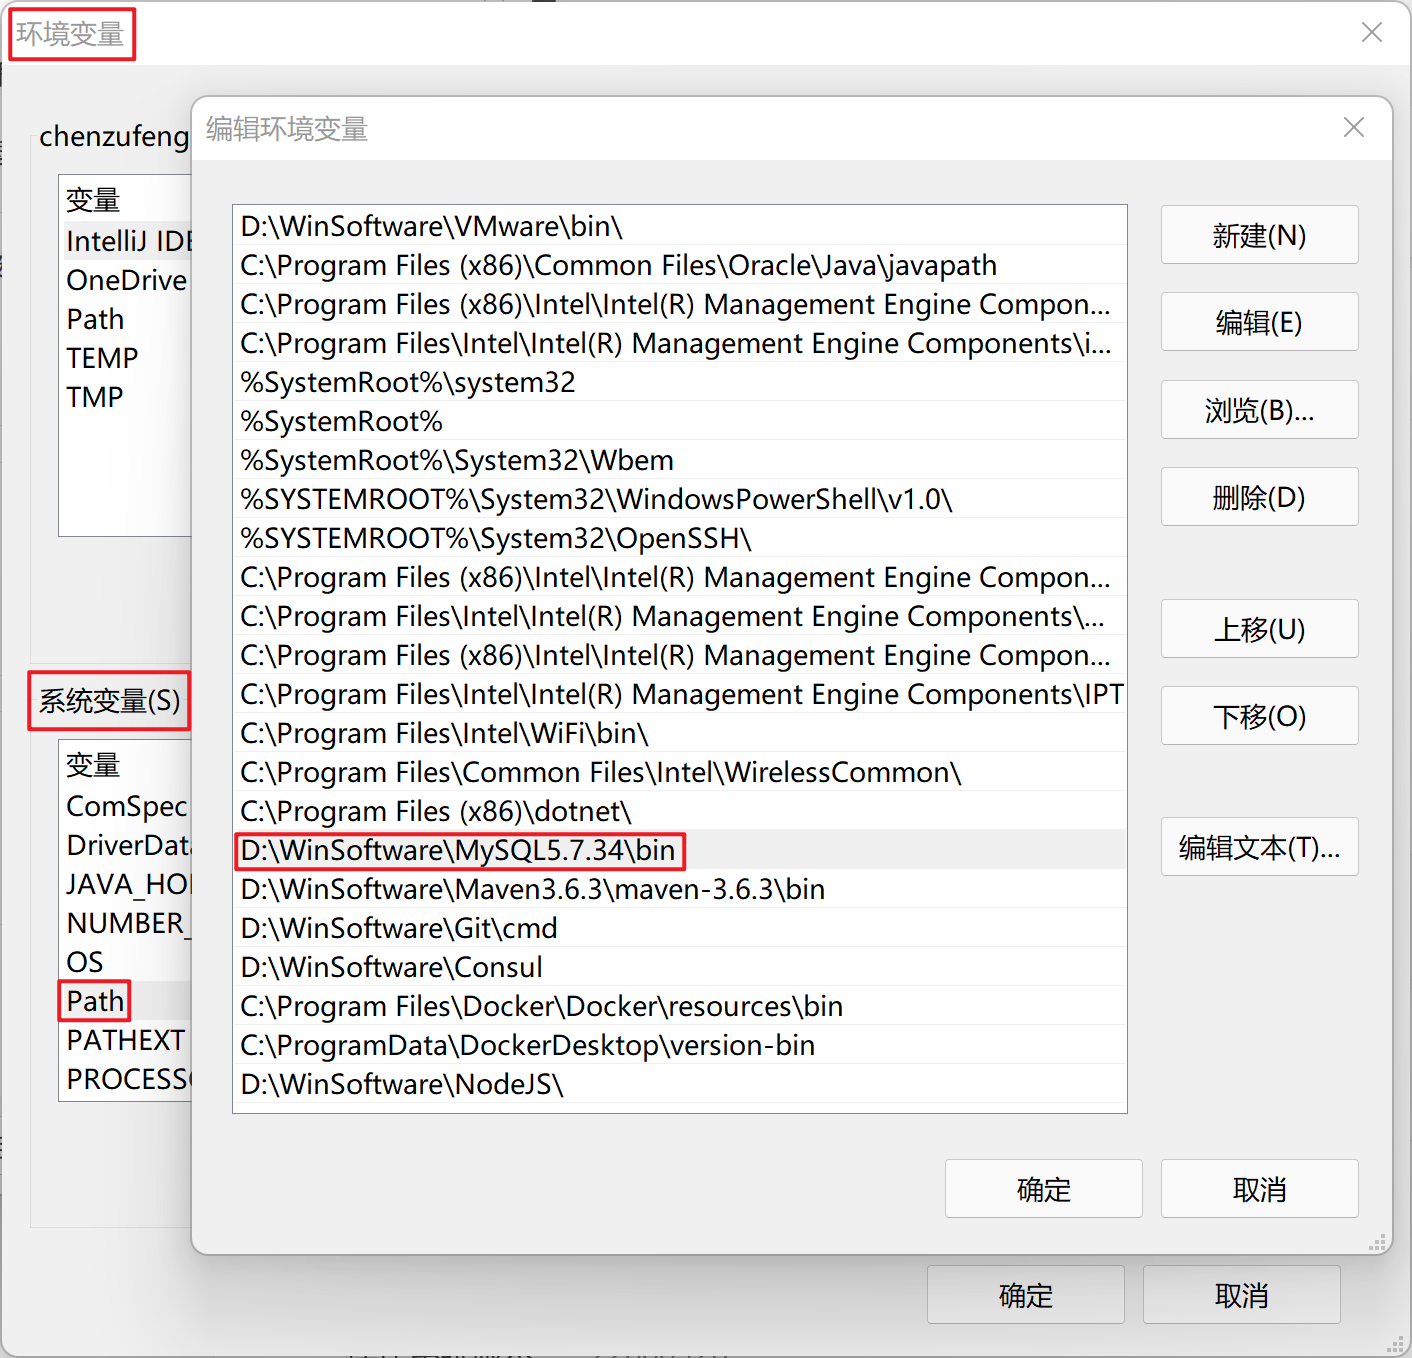 环境变量
编辑环境变量
chenzufeng
变量
IntelliJ IDE
OneDrive
Path
TEMP
TMP
系统变量(S)
变量
ComSpec
DriverData
JAVA_HO
NUMBER_
OS
Path
PATHEXT
PROCESSO
D:\WinSoftware\VMware\bin\
C:\Program Files (x86)\Common Files\Oracle\Java\javapath
C:\Program Files (x86)\Intel\Intel(R) Management Engine Compon...
C:\Program Files\Intel\Intel(R) Management Engine Components\i...
%SystemRoot%\system32
%SystemRoot%
%SystemRoot%\System32\Wbem
%SYSTEMROOT%\System32\WindowsPowerShell\v1.0\
%SYSTEMROOT%\System32\OpenSSH\
C:\Program Files (x86)\Intel\Intel(R) Management Engine Compon...
C:\Program Files\Intel\Intel(R) Management Engine Components\...
C:\Program Files (x86)\Intel\Intel(R) Management Engine Compon...
C:\Program Files\Intel\Intel(R) Management Engine Components\IPT
C:\Program Files\Intel\WiFi\bin\
C:\Program Files\Common Files\Intel\WirelessCommon\
C:\Program Files (x86)\dotnet\
D:\WinSoftware\MySQL5.7.34\bin
D:\WinSoftware\Maven3.6.3\maven-3.6.3\bin
D:\WinSoftware\Git\cmd
D:\WinSoftware\Consul
C:\Program Files\Docker\Docker\resources\bin
C:\ProgramData\DockerDesktop\version-bin
D:\WinSoftware\NodeJS\
新建(N)
编辑(E)
浏览(B)...
删除(D)
上移(U)
下移(O)
编辑文本(T)...
确定
取消
确定
取消